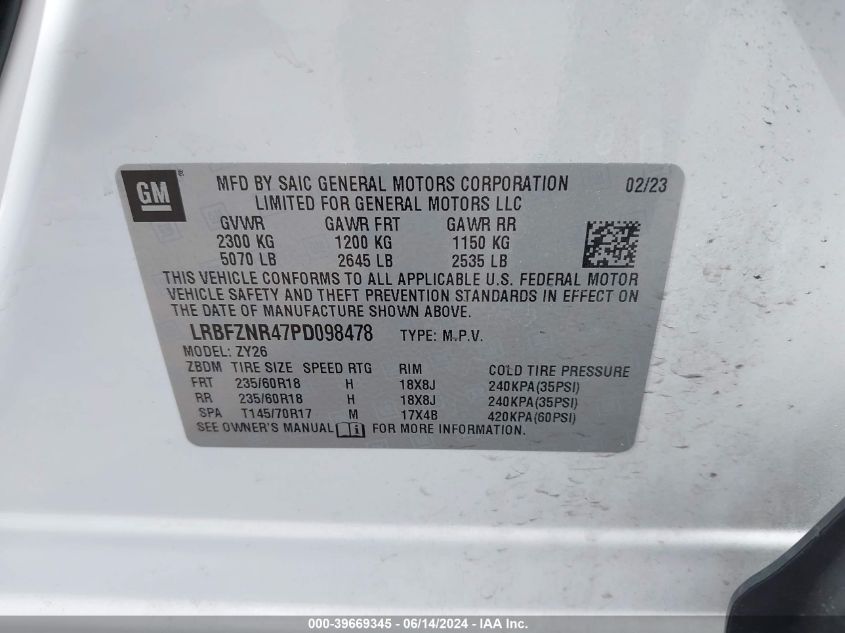 GM ®
MFD BY SAIC GENERAL MOTORS CORPORATION 02/23
LIMITED FOR GENERAL MOTORS LLC
GVWR GAWR FRT GAWR RR
2300 KG 1200 KG 1150 KG
5070 LB 2645 LB 2535 LB
THIS VEHICLE CONFORMS TO ALL APPLICABLE U.S. FEDERAL MOTOR
VEHICLE SAFETY AND THEFT PREVENTION STANDARDS IN EFFECT ON
THE DATE OF MANUFACTURE SHOWN ABOVE.
LRBFZNR47PD098478 TYPE: M.P.V.
MODEL: ZY26
ZBDM TIRE SIZE SPEED RTG RIM COLD TIRE PRESSURE
FRT 235/60R18 H 18X8J 240KPA(35PSI)
RR 235/60R18 H 18X8J 240KPA(35PSI)
SPA T145/70R17 M 17X4B 420KPA(60PSI)
SEE OWNER'S MANUAL FOR MORE INFORMATION.
000-39669345 / 06/14/2024 - IAA Inc.